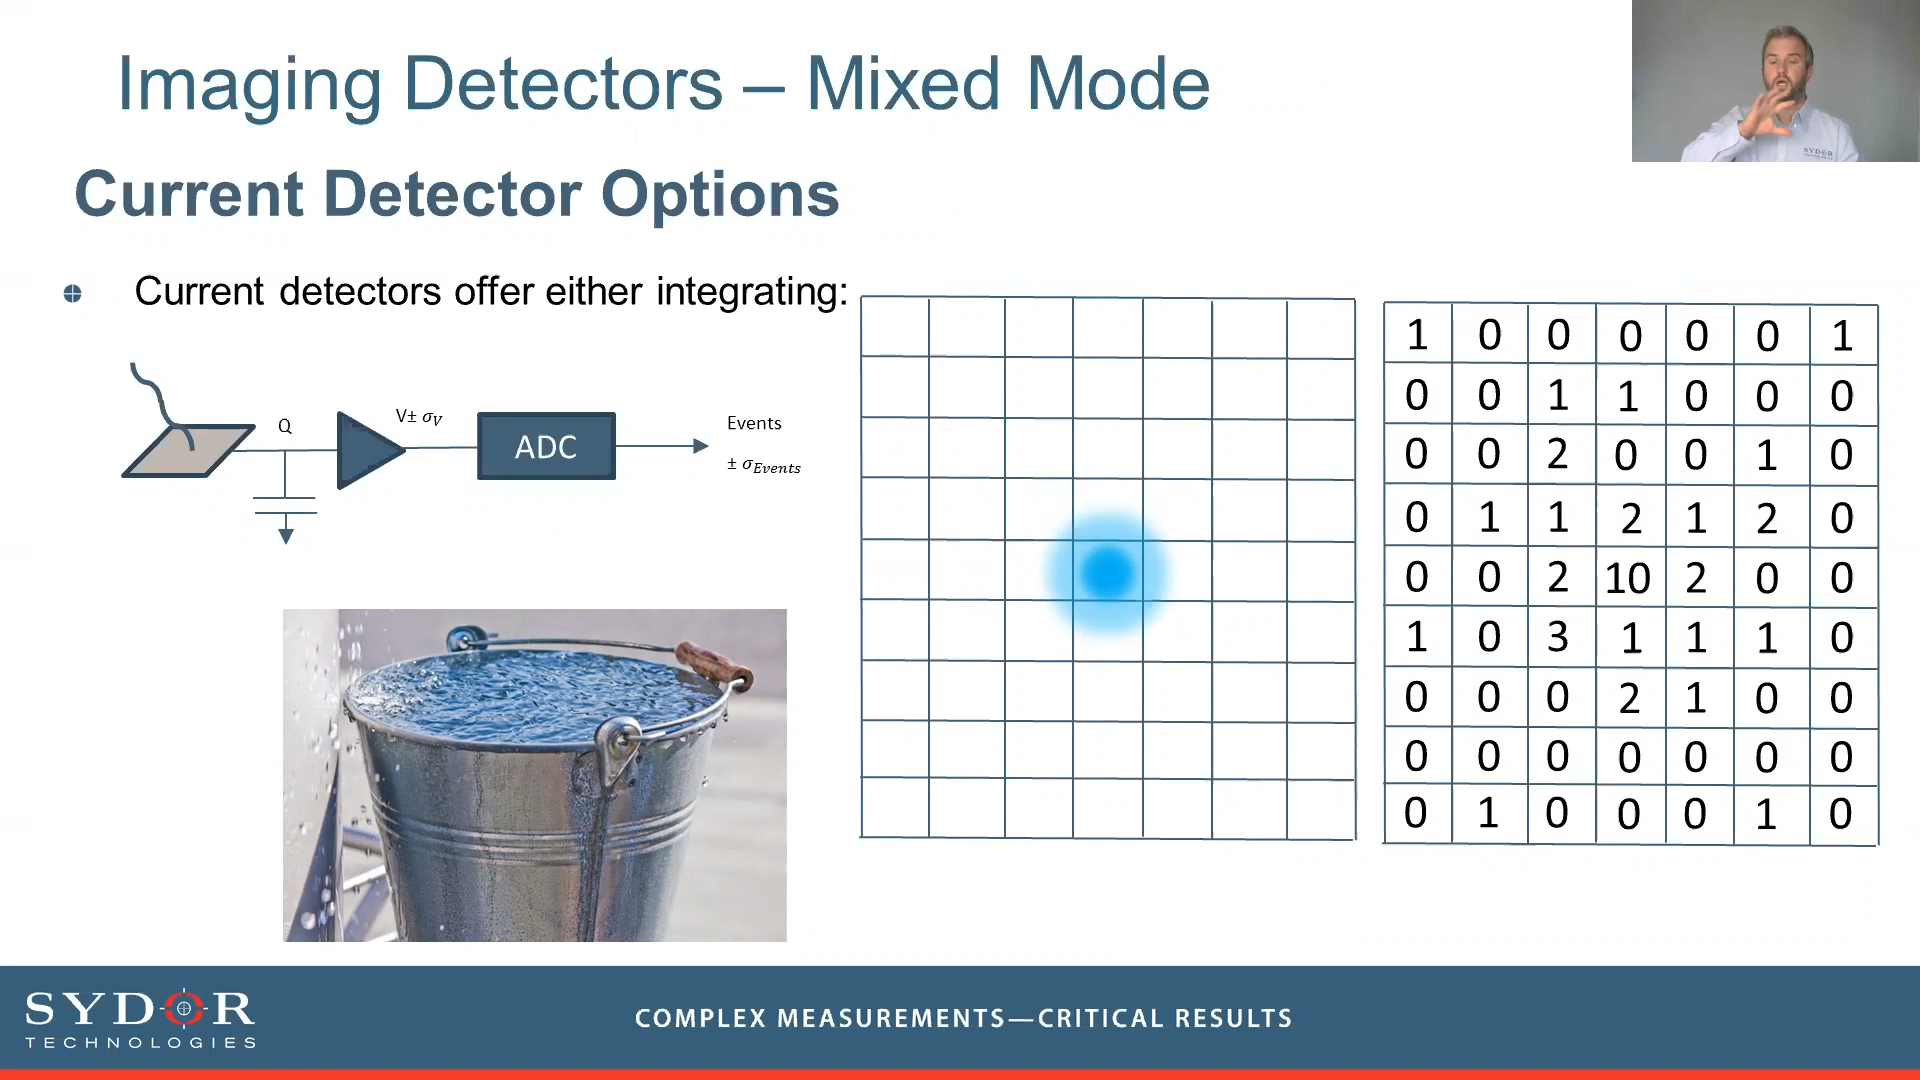 Imaging Detectors – Mixed Mode
SYDOR
Current Detector Options
Current detectors offer either integrating:
Q
V± σV
ADC
Events
± σEvents
1 0 0 0 0 0 1
0 0 1 1 0 0 0
0 0 2 0 0 1 0
0 1 1 2 1 2 0
0 0 2 10 2 0 0
1 0 3 1 1 1 0
0 0 0 2 1 0 0
0 0 0 0 0 0 0
0 1 0 0 0 1 0
SYDOR
TECHNOLOGIES
COMPLEX MEASUREMENTS—CRITICAL RESULTS